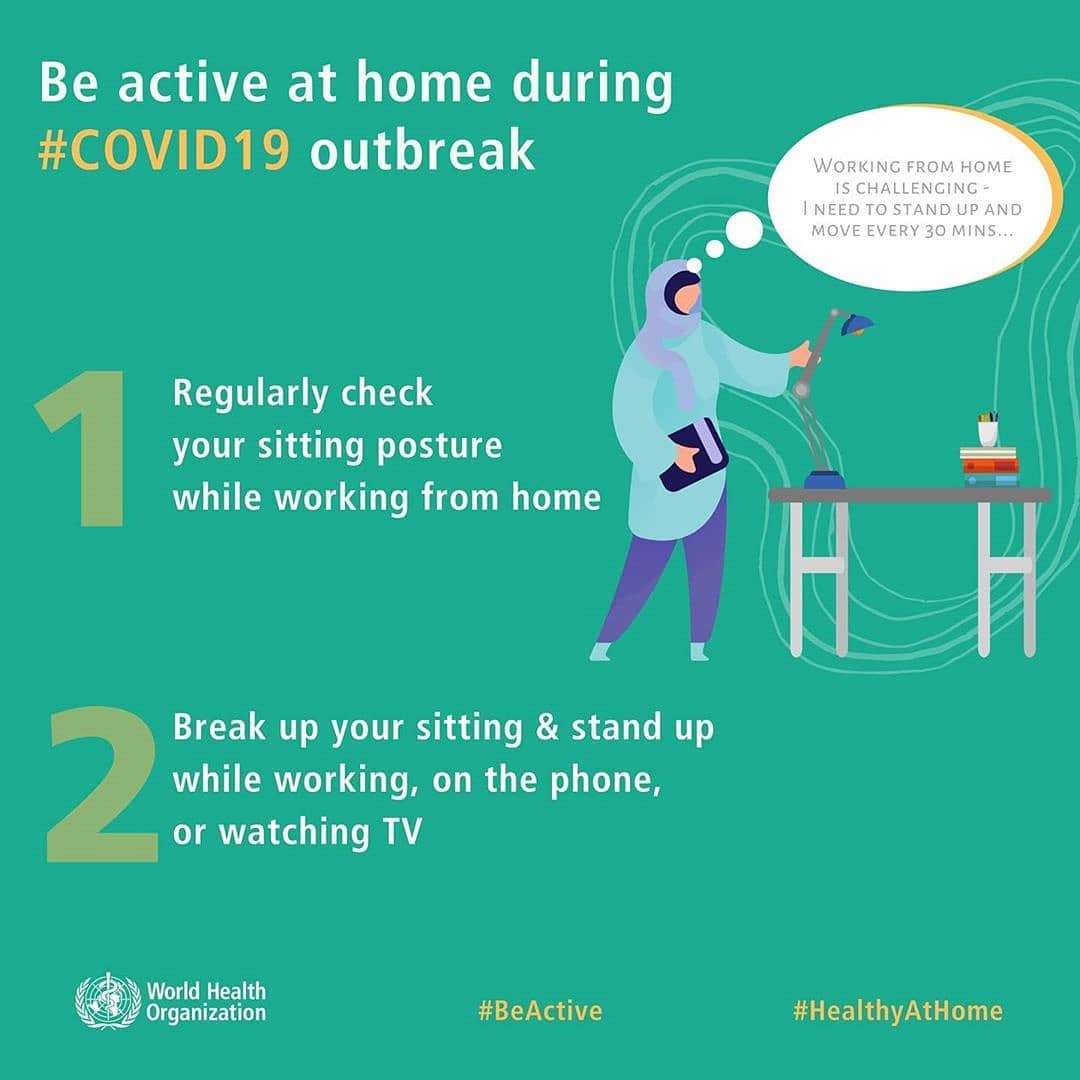 Be active at home during
#COVID19 outbreak
WORKING FROM HOME
IS CHALLENGING -
I NEED TO STAND UP AND
MOVE EVERY 30 MINS...
1
Regularly check
your sitting posture
while working from home
2
Break up your sitting & stand up
while working, on the phone,
or watching TV
World Health
Organization
#BeActive
#HealthyAtHome